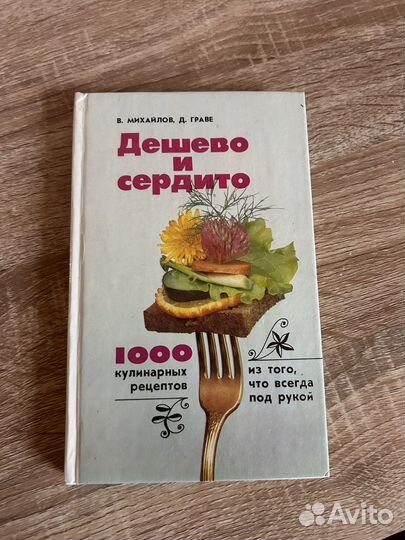 В. МИХАЙЛОВ, Д. ГРАВЕ
Дешево и
сердито
1000
кулинарных
рецептов
из того,
что всегда
под рукой
Avito